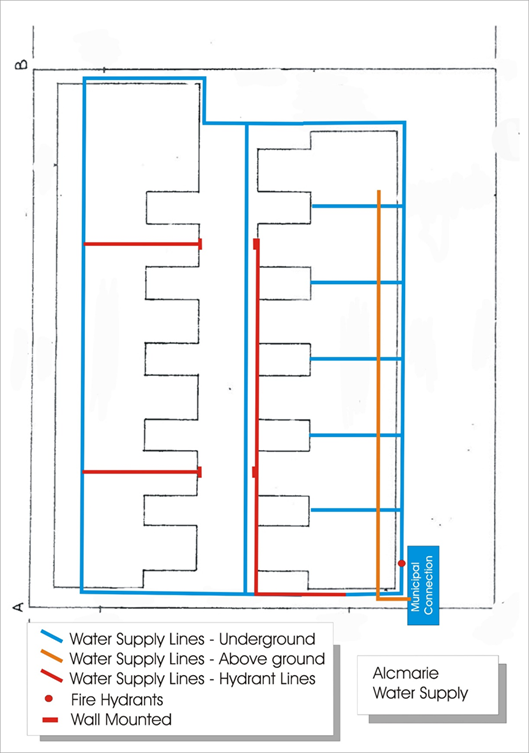 B
A
Municipal
Connection
Water Supply Lines - Underground
Water Supply Lines - Above ground
Water Supply Lines - Hydrant Lines
Fire Hydrants
Wall Mounted
Alcmarie
Water Supply